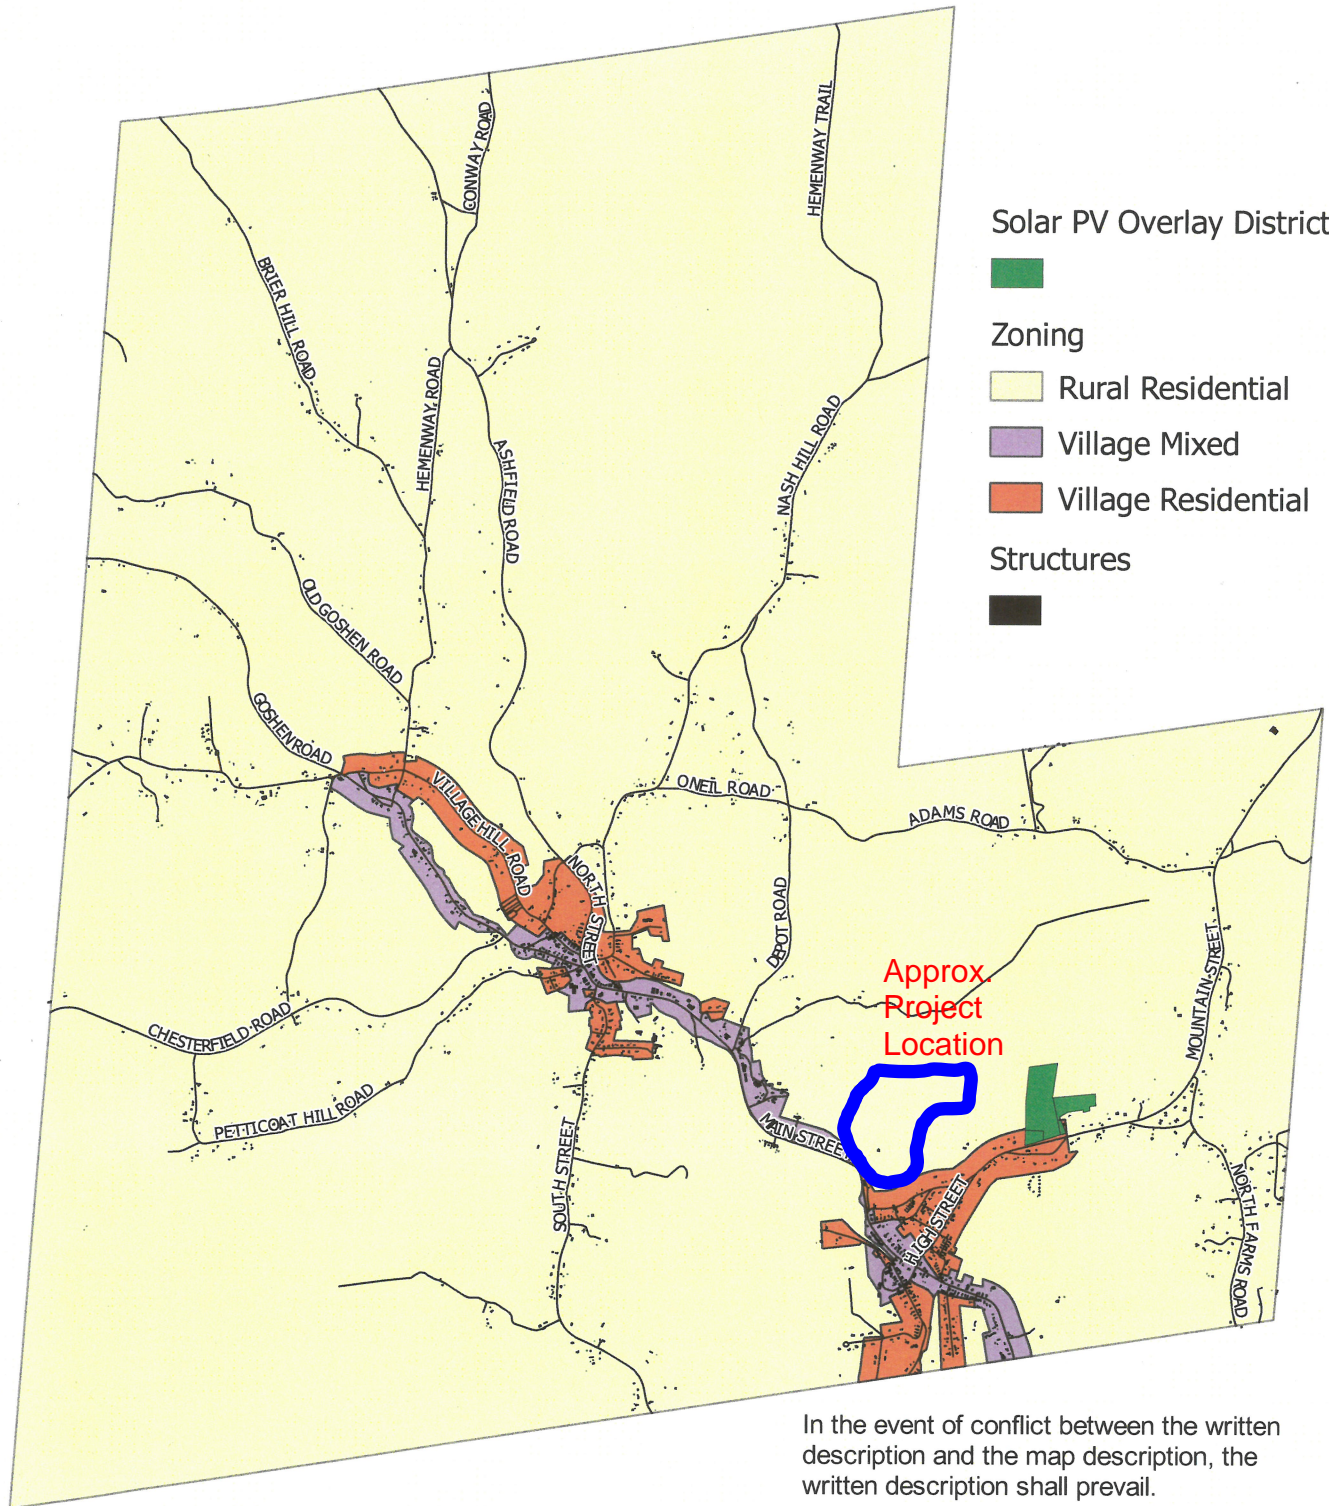 CONWAY ROAD
HEMENWAY TRAIL
Solar PV Overlay District
Zoning
Rural Residential
Village Mixed
Village Residential
Structures
BRIER HILL ROAD
HEMENWAY ROAD
ASHFIELD ROAD
NASH HILL ROAD
OLD GOSHEN ROAD
GOSHEN ROAD
VILLAGE HILL ROAD
ONEIL ROAD
ADAMS ROAD
NORTH STREET
DEPOT ROAD
MOUNTAIN STREET
Approx.
Project
Location
CHESTERFIELD ROAD
PETTICOAT HILL ROAD
MAIN STREET
SOUTH STREET
HIGH STREET
NORTH FARMS ROAD
In the event of conflict between the written
description and the map description, the
written description shall prevail.